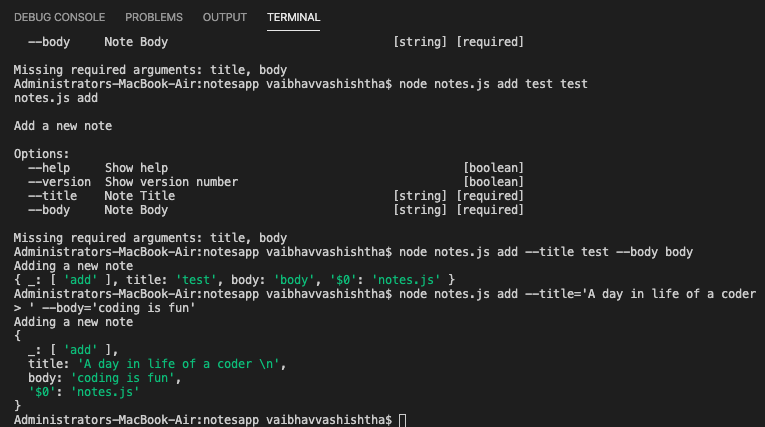 DEBUG CONSOLE PROBLEMS OUTPUT TERMINAL
--body Note Body [string] [required]
Missing required arguments: title, body
Administrators-MacBook-Air:notesapp vaibhavvashishtha$ node notes.js add test test
notes.js add
Add a new note
Options:
--help Show help [boolean]
--version Show version number [boolean]
--title Note Title [string] [required]
--body Note Body [string] [required]
Missing required arguments: title, body
Administrators-MacBook-Air:notesapp vaibhavvashishtha$ node notes.js add --title test --body body
Adding a new note
{ _: [ 'add' ], title: 'test', body: 'body', '$0': 'notes.js' }
Administrators-MacBook-Air:notesapp vaibhavvashishtha$ node notes.js add --title='A day in life of a coder
> ' --body='coding is fun'
Adding a new note
{
_: [ 'add' ],
title: 'A day in life of a coder \n',
body: 'coding is fun',
'$0': 'notes.js'
}
Administrators-MacBook-Air:notesapp vaibhavvashishtha$